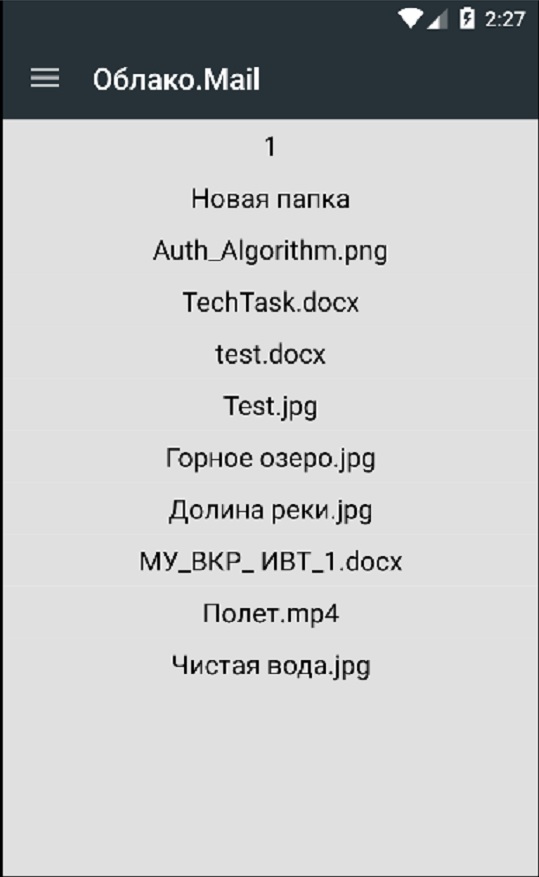 2:27
Облако.Mail
1
Новая папка
Auth_Algorithm.png
TechTask.docx
test.docx
Test.jpg
Горное озеро.jpg
Долина реки.jpg
МУ_ВКР_ ИВТ_1.docx
Полет.mp4
Чистая вода.jpg